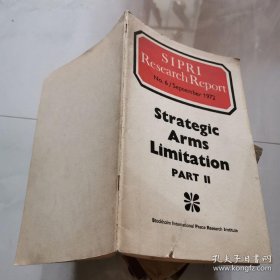 SIPRI
Research Report
No. 6/September 1972
Strategic
Arms
Limitation
PART II
Stockholm International Peace Research Institute
孔夫子旧书网